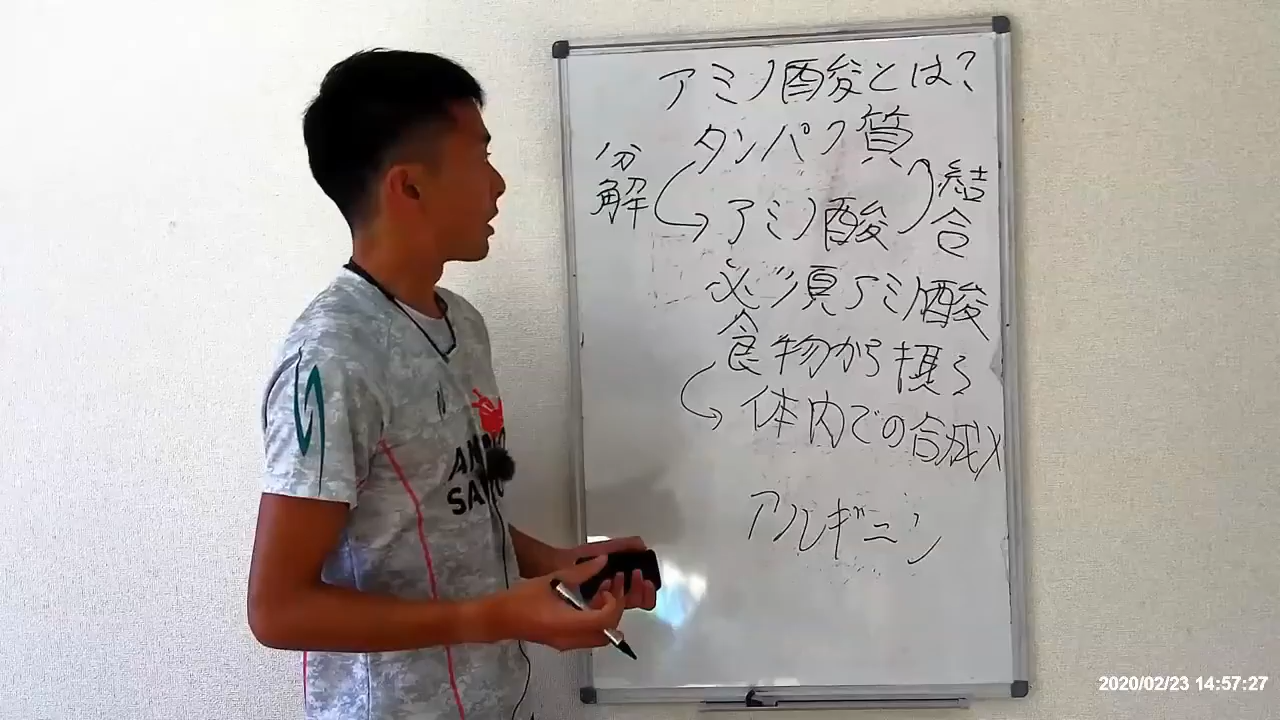 アミノ酸とは?
タンパク質
分解
結合
アミノ酸
必須アミノ酸
食物から摂る
体内での合成×
アルギニン
2020/02/23 14:57:27